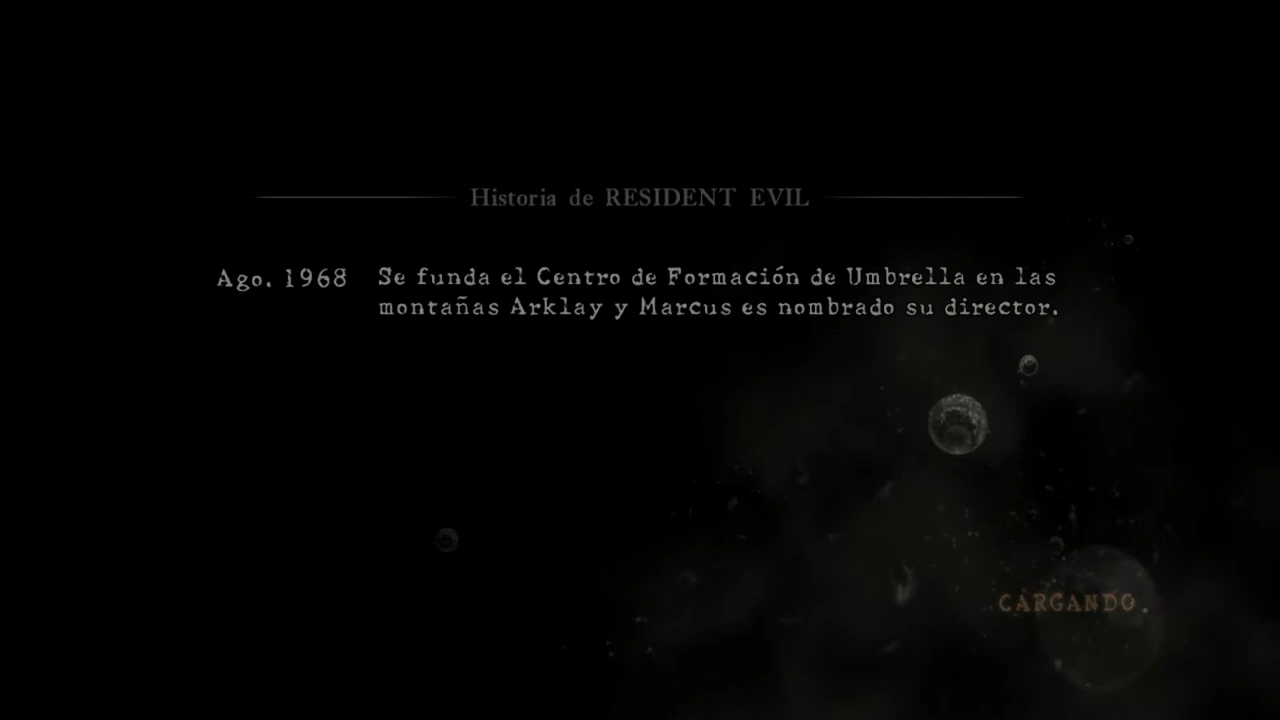 Historia de RESIDENT EVIL
Ago. 1968 Se funda el Centro de Formación de Umbrella en las
montañas Arklay y Marcus es nombrado su director.
CARGANDO.